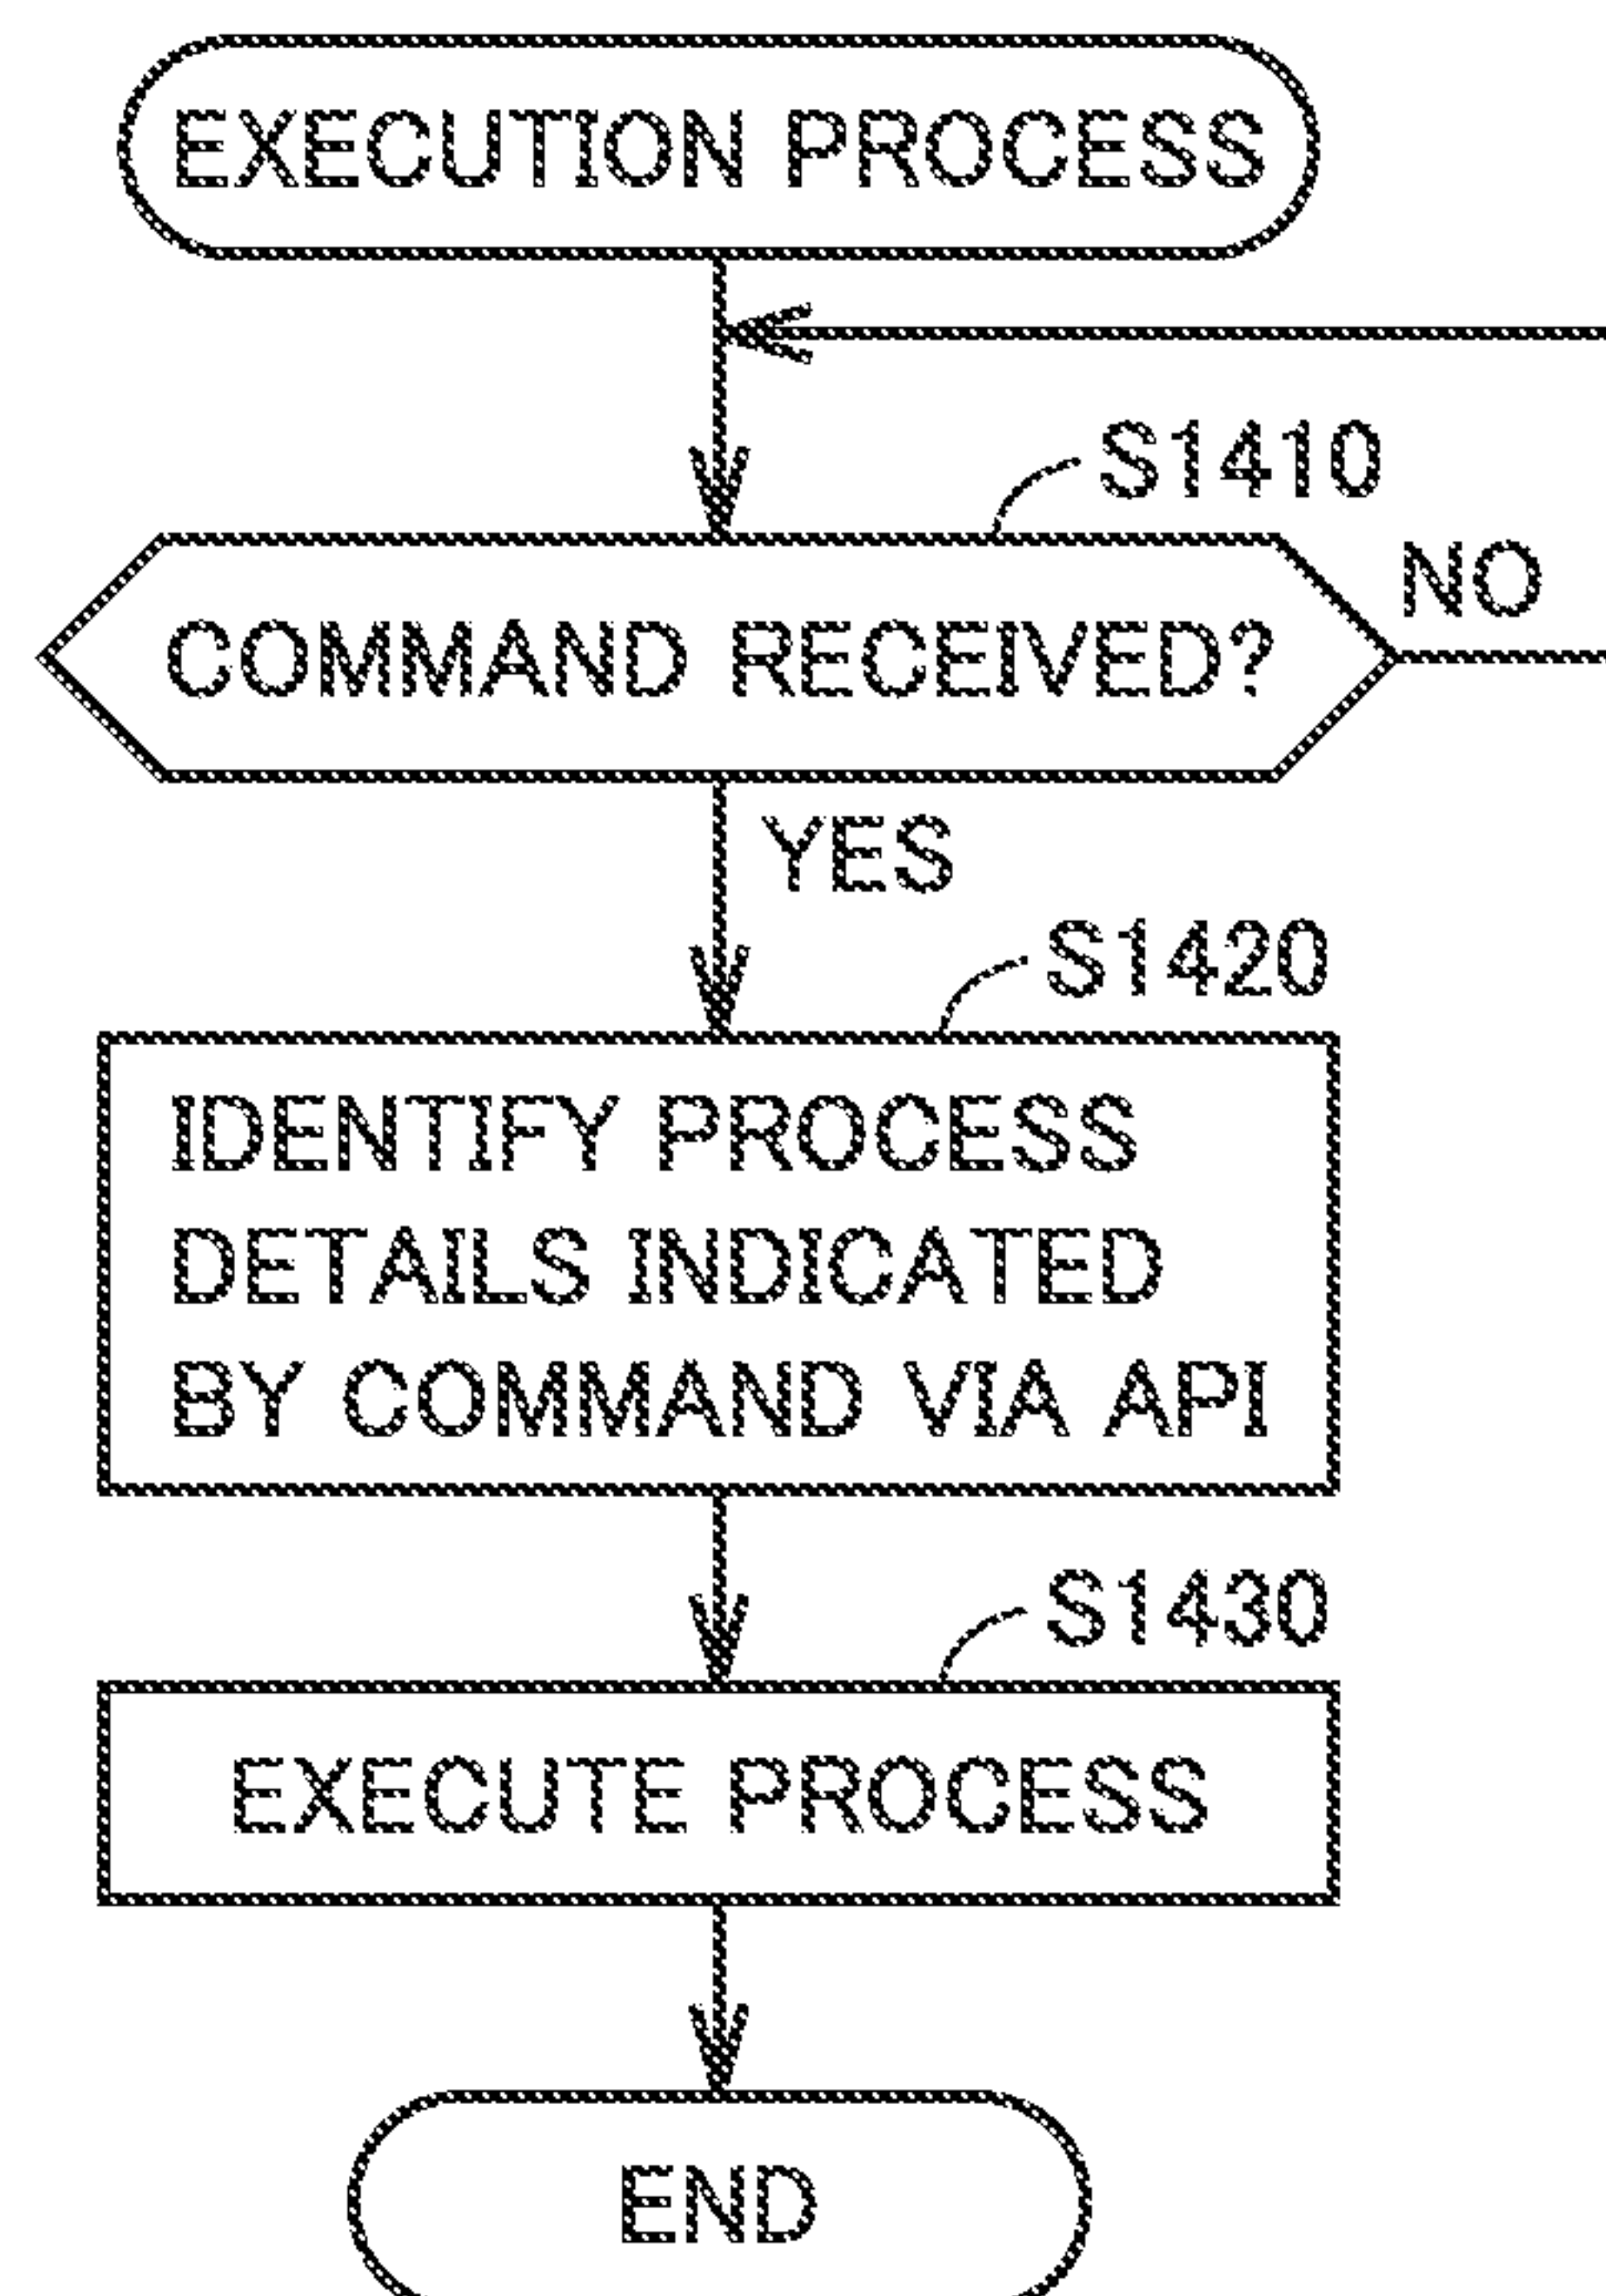 EXECUTION PROCESS
S1410
COMMAND RECEIVED?
NO
YES
S1420
IDENTIFY PROCESS
DETAILS INDICATED
BY COMMAND VIA API
S1430
EXECUTE PROCESS
END